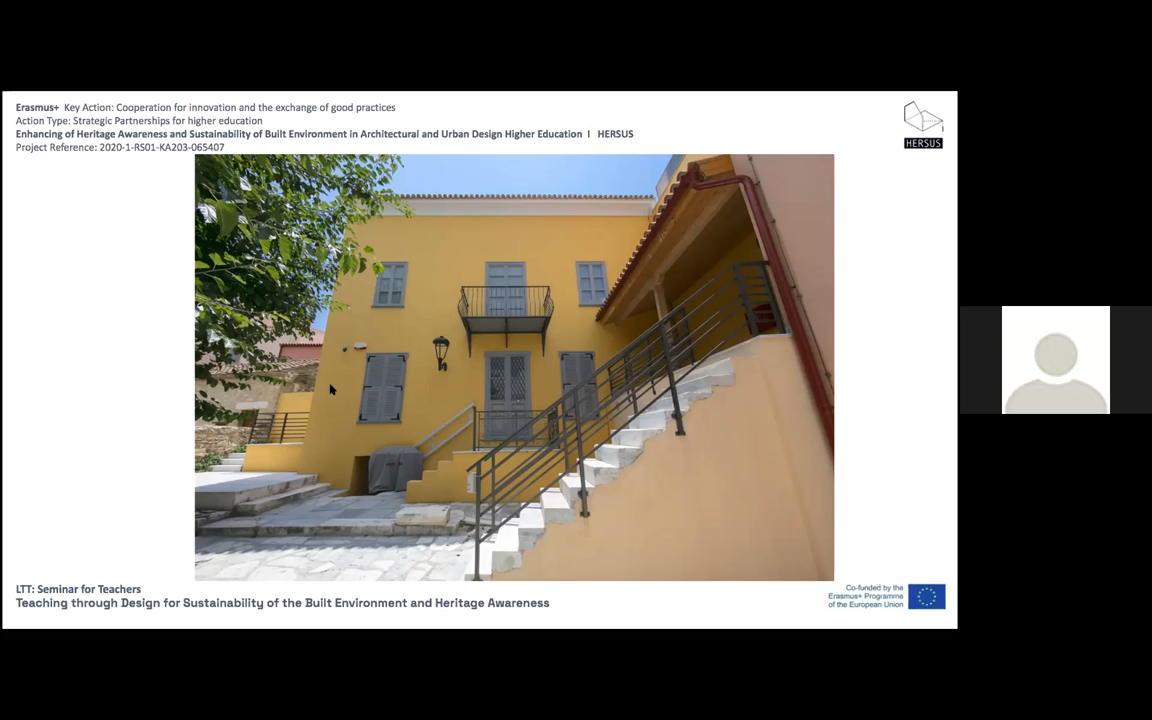 Erasmus+ Key Action: Cooperation for innovation and the exchange of good practices
Action Type: Strategic Partnerships for higher education
Enhancing of Heritage Awareness and Sustainability of Built Environment in Architectural and Urban Design Higher Education I HERSUS
Project Reference: 2020-1-RS01-KA203-065407
HERSUS
LTT: Seminar for Teachers
Teaching through Design for Sustainability of the Built Environment and Heritage Awareness
Co-funded by the
Erasmus+ Programme
of the European Union